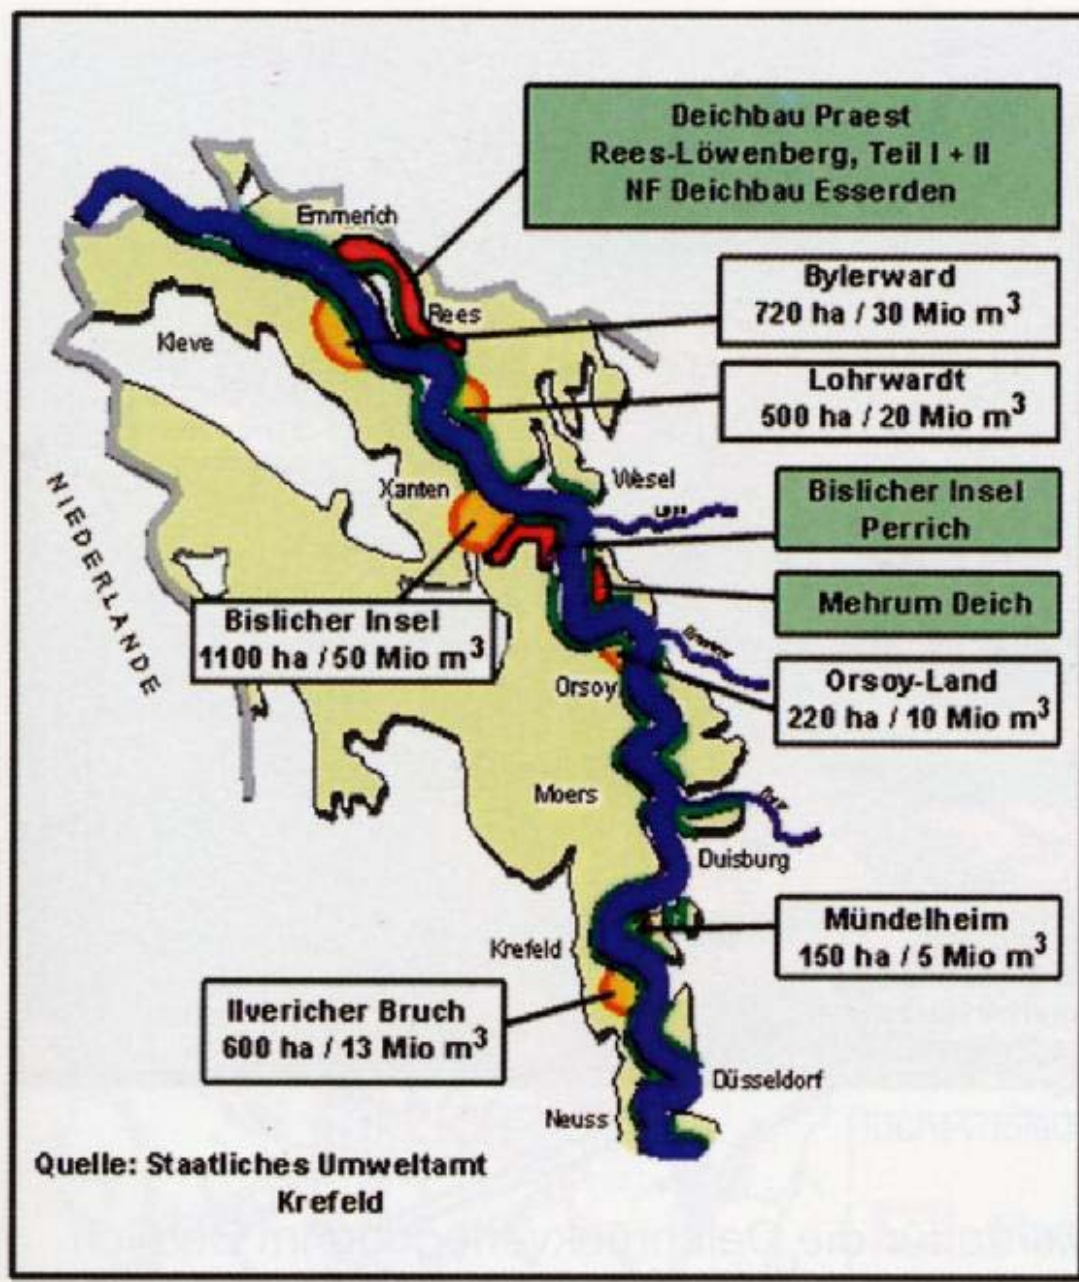 Deichbau Praest
Rees-Löwenberg, Teil I + II
NF Deichbau Esserden
Emmerich
Bylerward
720 ha / 30 Mio m³
Rees
Kleve
Lohrwardt
500 ha / 20 Mio m³
Xanten
Wesel
Bislicher Insel
Perrich
NIEDERLANDE
Mehrum Deich
Bislicher Insel
1100 ha / 50 Mio m³
Orsoy-Land
220 ha / 10 Mio m³
Orsoy
Moers
Duisburg
Mündelheim
150 ha / 5 Mio m³
Krefeld
Ilvericher Bruch
600 ha / 13 Mio m³
Düsseldorf
Neuss
Quelle: Staatliches Umweltamt
Krefeld